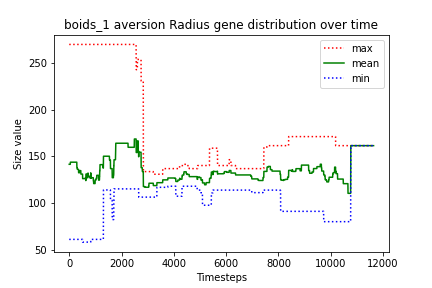 boids_1 aversion Radius gene distribution over time
max
mean
min
Size value
250
200
150
100
50
0
2000
4000
6000
8000
10000
12000
Timesteps